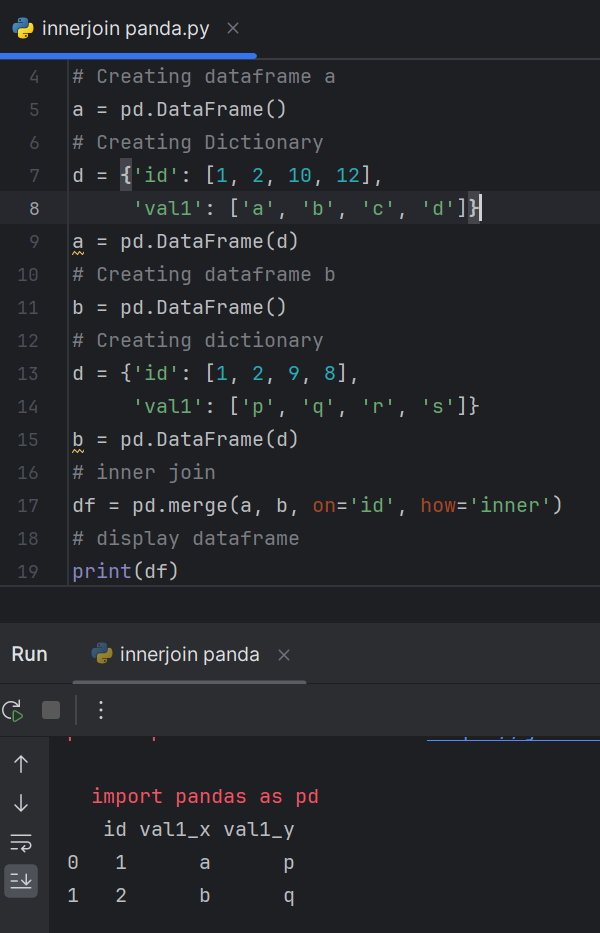 innerjoin panda.py
4 # Creating dataframe a
5 a = pd.DataFrame()
6 # Creating Dictionary
7 d = {'id': [1, 2, 10, 12],
8 'val1': ['a', 'b', 'c', 'd']}
9 a = pd.DataFrame(d)
10 # Creating dataframe b
11 b = pd.DataFrame()
12 # Creating dictionary
13 d = {'id': [1, 2, 9, 8],
14 'val1': ['p', 'q', 'r', 's']}
15 b = pd.DataFrame(d)
16 # inner join
17 df = pd.merge(a, b, on='id', how='inner')
18 # display dataframe
19 print(df)
Run innerjoin panda
import pandas as pd
id val1_x val1_y
0 1 a p
1 2 b q